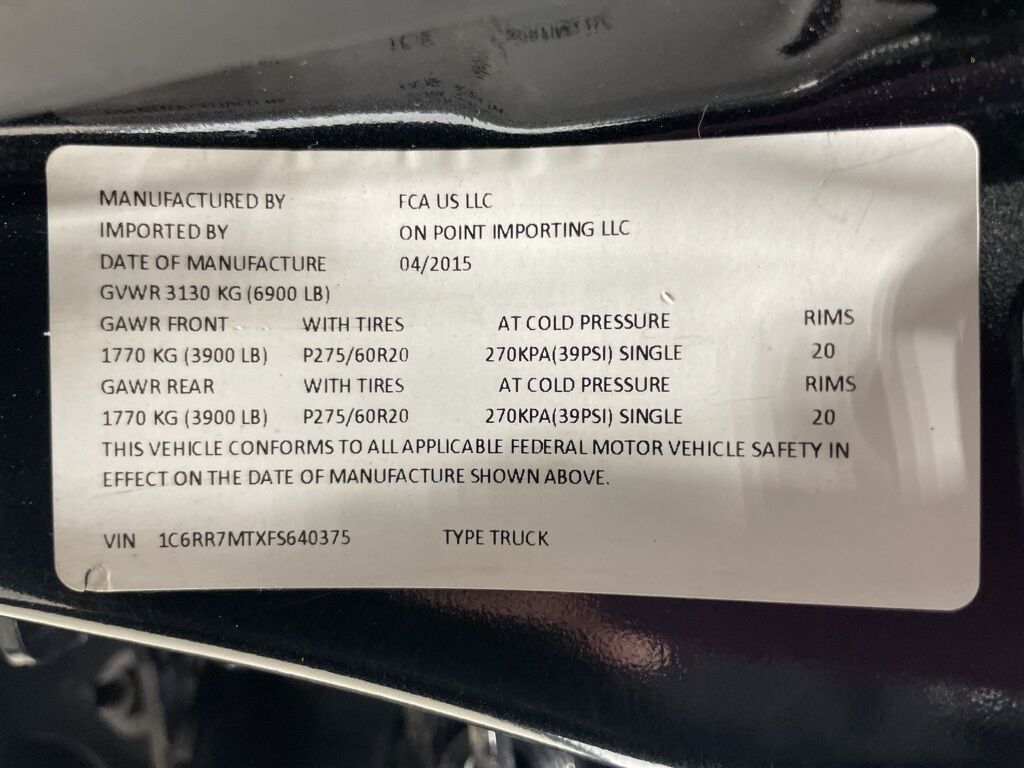 MANUFACTURED BY FCA US LLC
IMPORTED BY ON POINT IMPORTING LLC
DATE OF MANUFACTURE 04/2015
GVWR 3130 KG (6900 LB)
GAWR FRONT WITH TIRES AT COLD PRESSURE RIMS
1770 KG (3900 LB) P275/60R20 270KPA(39PSI) SINGLE 20
GAWR REAR WITH TIRES AT COLD PRESSURE RIMS
1770 KG (3900 LB) P275/60R20 270KPA(39PSI) SINGLE 20
THIS VEHICLE CONFORMS TO ALL APPLICABLE FEDERAL MOTOR VEHICLE SAFETY IN
EFFECT ON THE DATE OF MANUFACTURE SHOWN ABOVE.
VIN 1C6RR7MTXFS640375 TYPE TRUCK